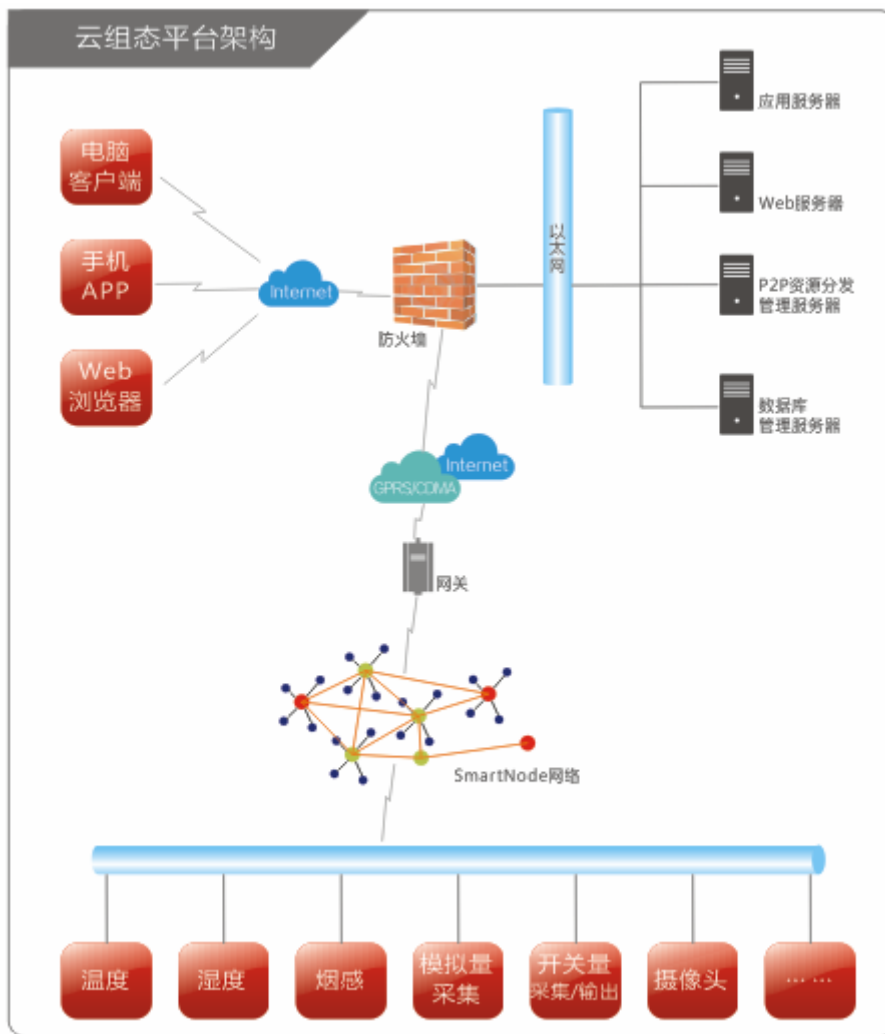 云组态平台架构
电脑
客户端
手机
APP
Web
浏览器
Internet
防火墙
以太网
应用服务器
Web服务器
P2P资源分发
管理服务器
数据库
管理服务器
Internet
GPRS/CDMA
网关
SmartNode网络
温度
湿度
烟感
模拟量
采集
开关量
采集/输出
摄像头
... ...